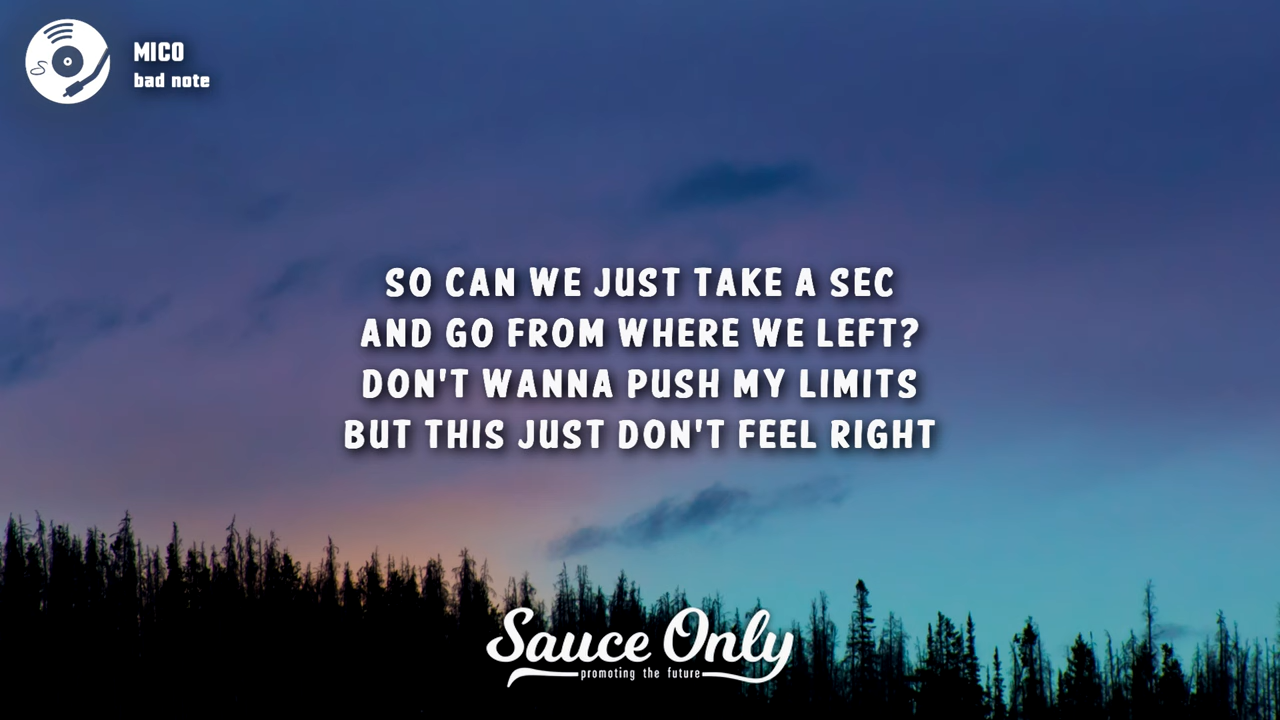 MICO
bad note
SO CAN WE JUST TAKE A SEC
AND GO FROM WHERE WE LEFT?
DON'T WANNA PUSH MY LIMITS
BUT THIS JUST DON'T FEEL RIGHT
Sauce Only
promoting the future